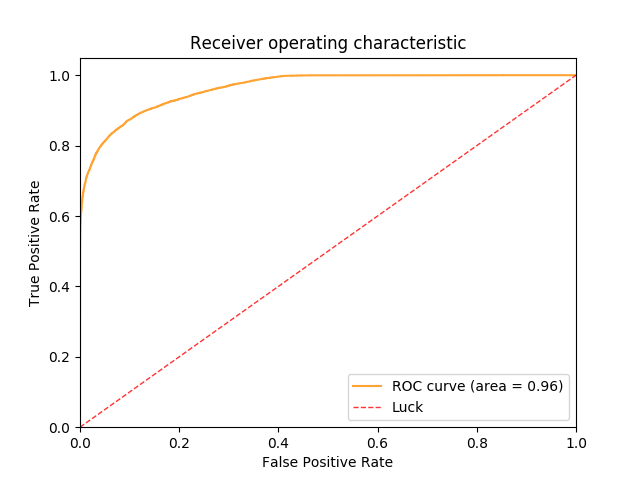 Receiver operating characteristic
True Positive Rate
1.0
0.8
0.6
0.4
0.2
0.0
ROC curve (area = 0.96)
Luck
0.0 0.2 0.4 0.6 0.8 1.0
False Positive Rate